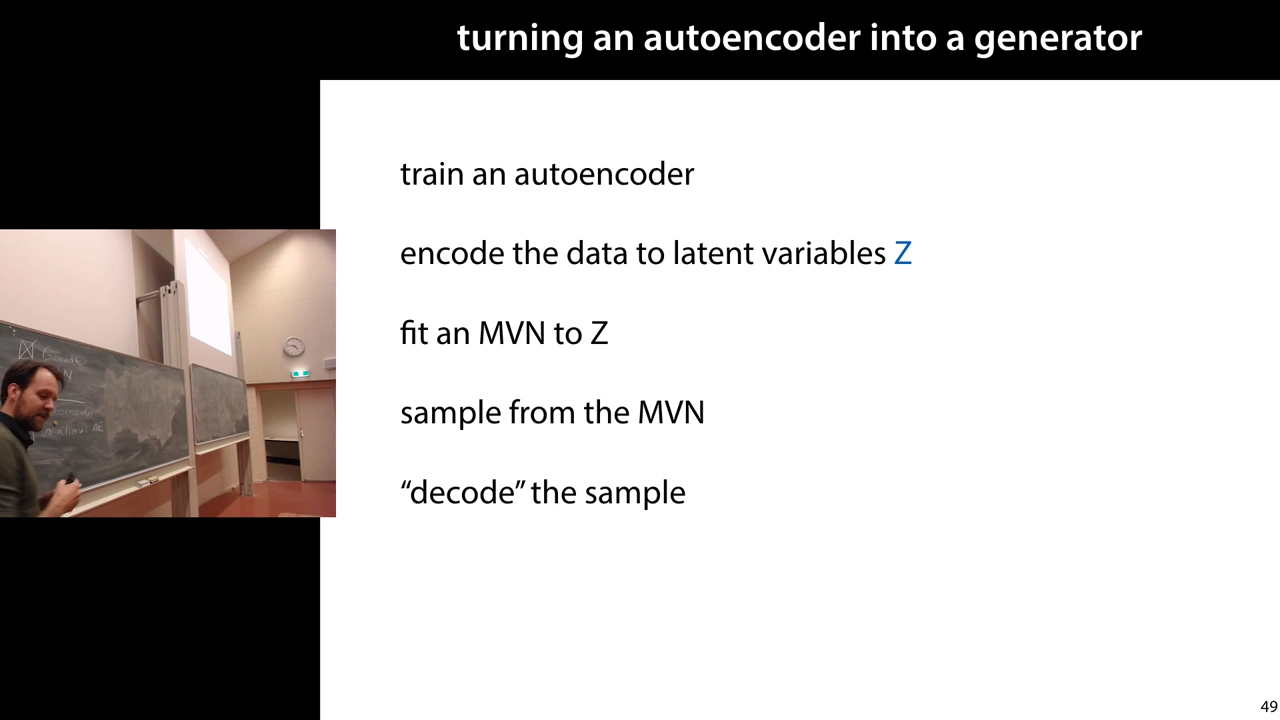 turning an autoencoder into a generator
train an autoencoder
encode the data to latent variables Z
fit an MVN to Z
sample from the MVN
“decode” the sample
49